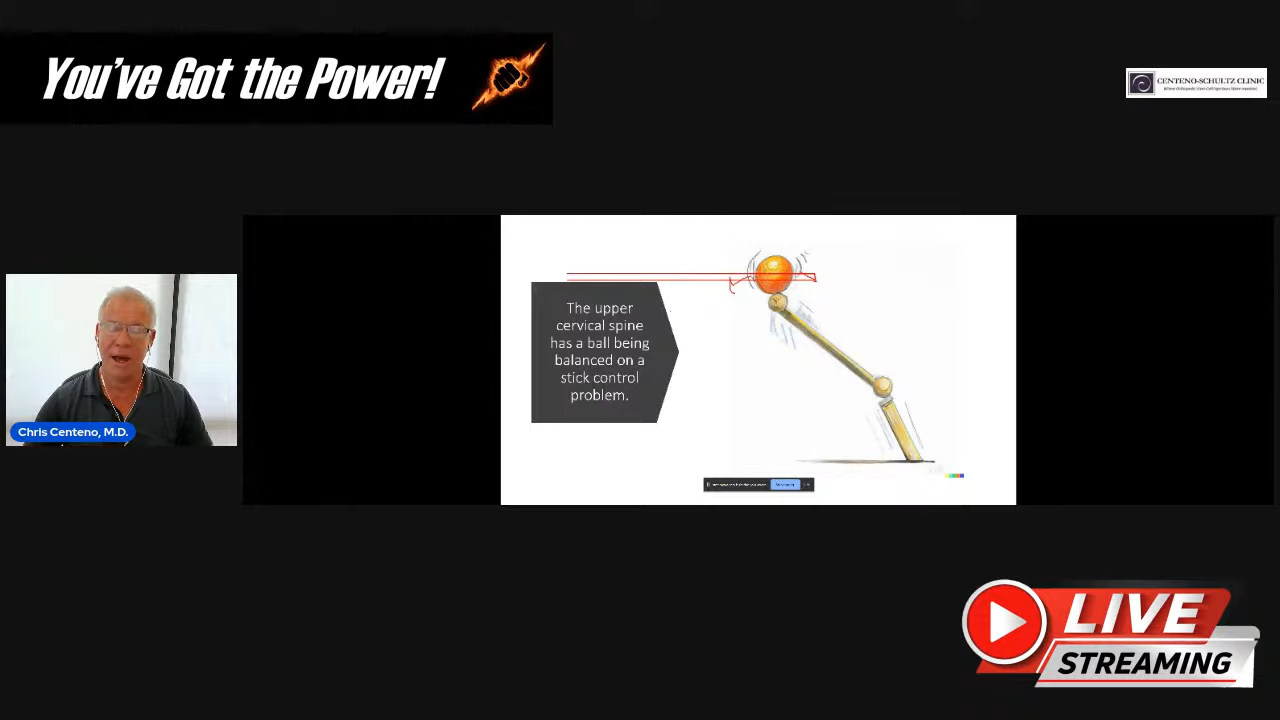 You've Got the Power!
CENTENO-SCHULTZ CLINIC
The upper
cervical spine
has a ball being
balanced on a
stick control
problem.
Chris Centeno, M.D.
LIVE
STREAMING